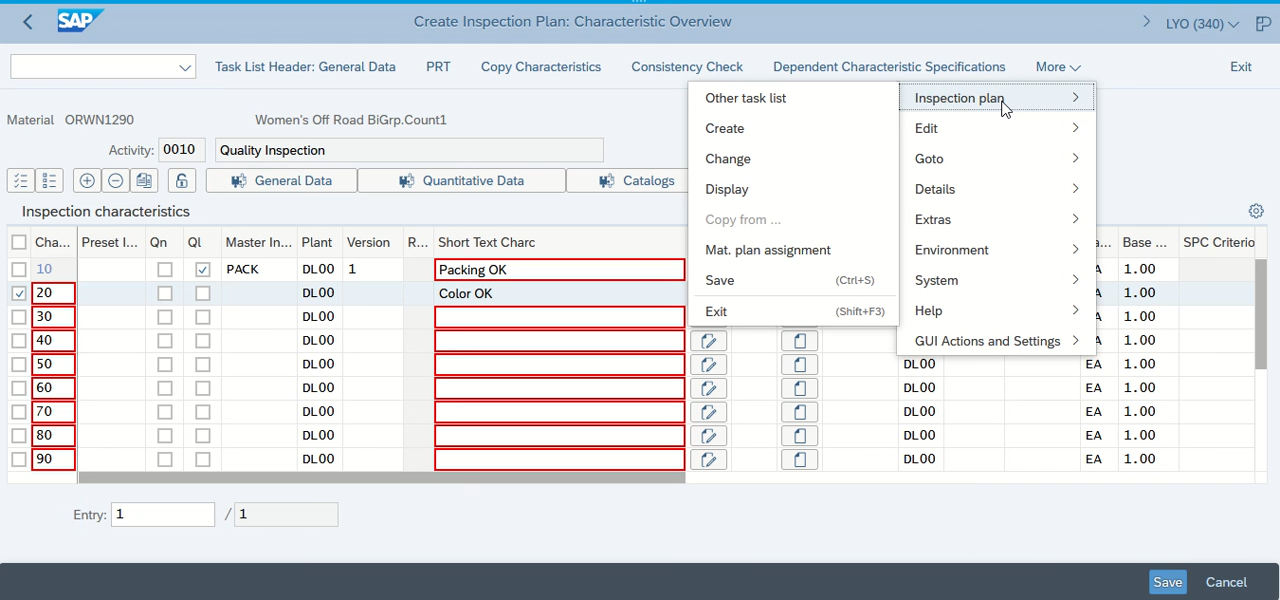 SAP
Create Inspection Plan: Characteristic Overview
LYO (340)
Task List Header: General Data PRT Copy Characteristics Consistency Check Dependent Characteristic Specifications More Exit
Material ORWN1290 Women's Off Road BiGrp.Count1
Activity: 0010 Quality Inspection
General Data Quantitative Data Catalogs
Inspection characteristics
Other task list
Create
Change
Display
Copy from ...
Mat. plan assignment
Save (Ctrl+S)
Exit (Shift+F3)
Inspection plan
Edit
Goto
Details
Extras
Environment
System
Help
GUI Actions and Settings
Cha... Preset I... Qn Ql Master In... Plant Version R... Short Text Charc a... Base ... SPC Criterio
10 PACK DL00 1 Packing OK A 1.00
20 DL00 Color OK A 1.00
30 DL00 A 1.00
40 DL00 A 1.00
50 DL00 DL00 EA 1.00
60 DL00 DL00 EA 1.00
70 DL00 DL00 EA 1.00
80 DL00 DL00 EA 1.00
90 DL00 DL00 EA 1.00
Entry: 1 / 1
Save Cancel